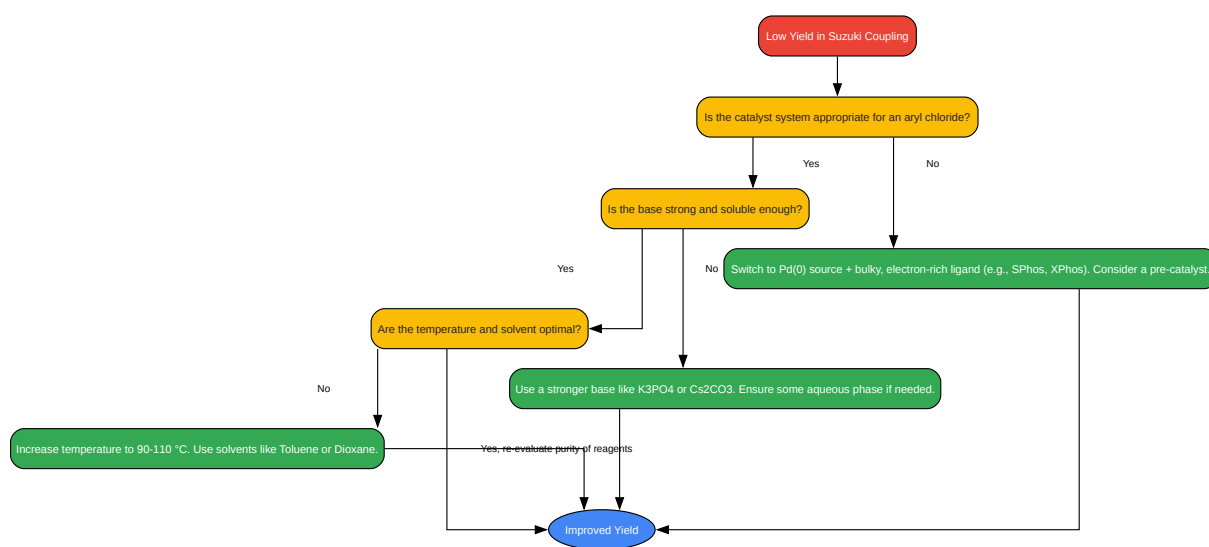 Low Yield in Suzuki Coupling
Is the catalyst system appropriate for an aryl chloride?
Yes
No
Is the base strong and soluble enough?
Yes
No
Switch to Pd(0) source + bulky, electron-rich ligand (e.g., SPhos, XPhos). Consider a pre-catalyst.
Are the temperature and solvent optimal?
No
Use a stronger base like K3PO4 or Cs2CO3. Ensure some aqueous phase if needed.
Increase temperature to 90-110 °C. Use solvents like Toluene or Dioxane.
Yes, re-evaluate purity of reagents
Improved Yield